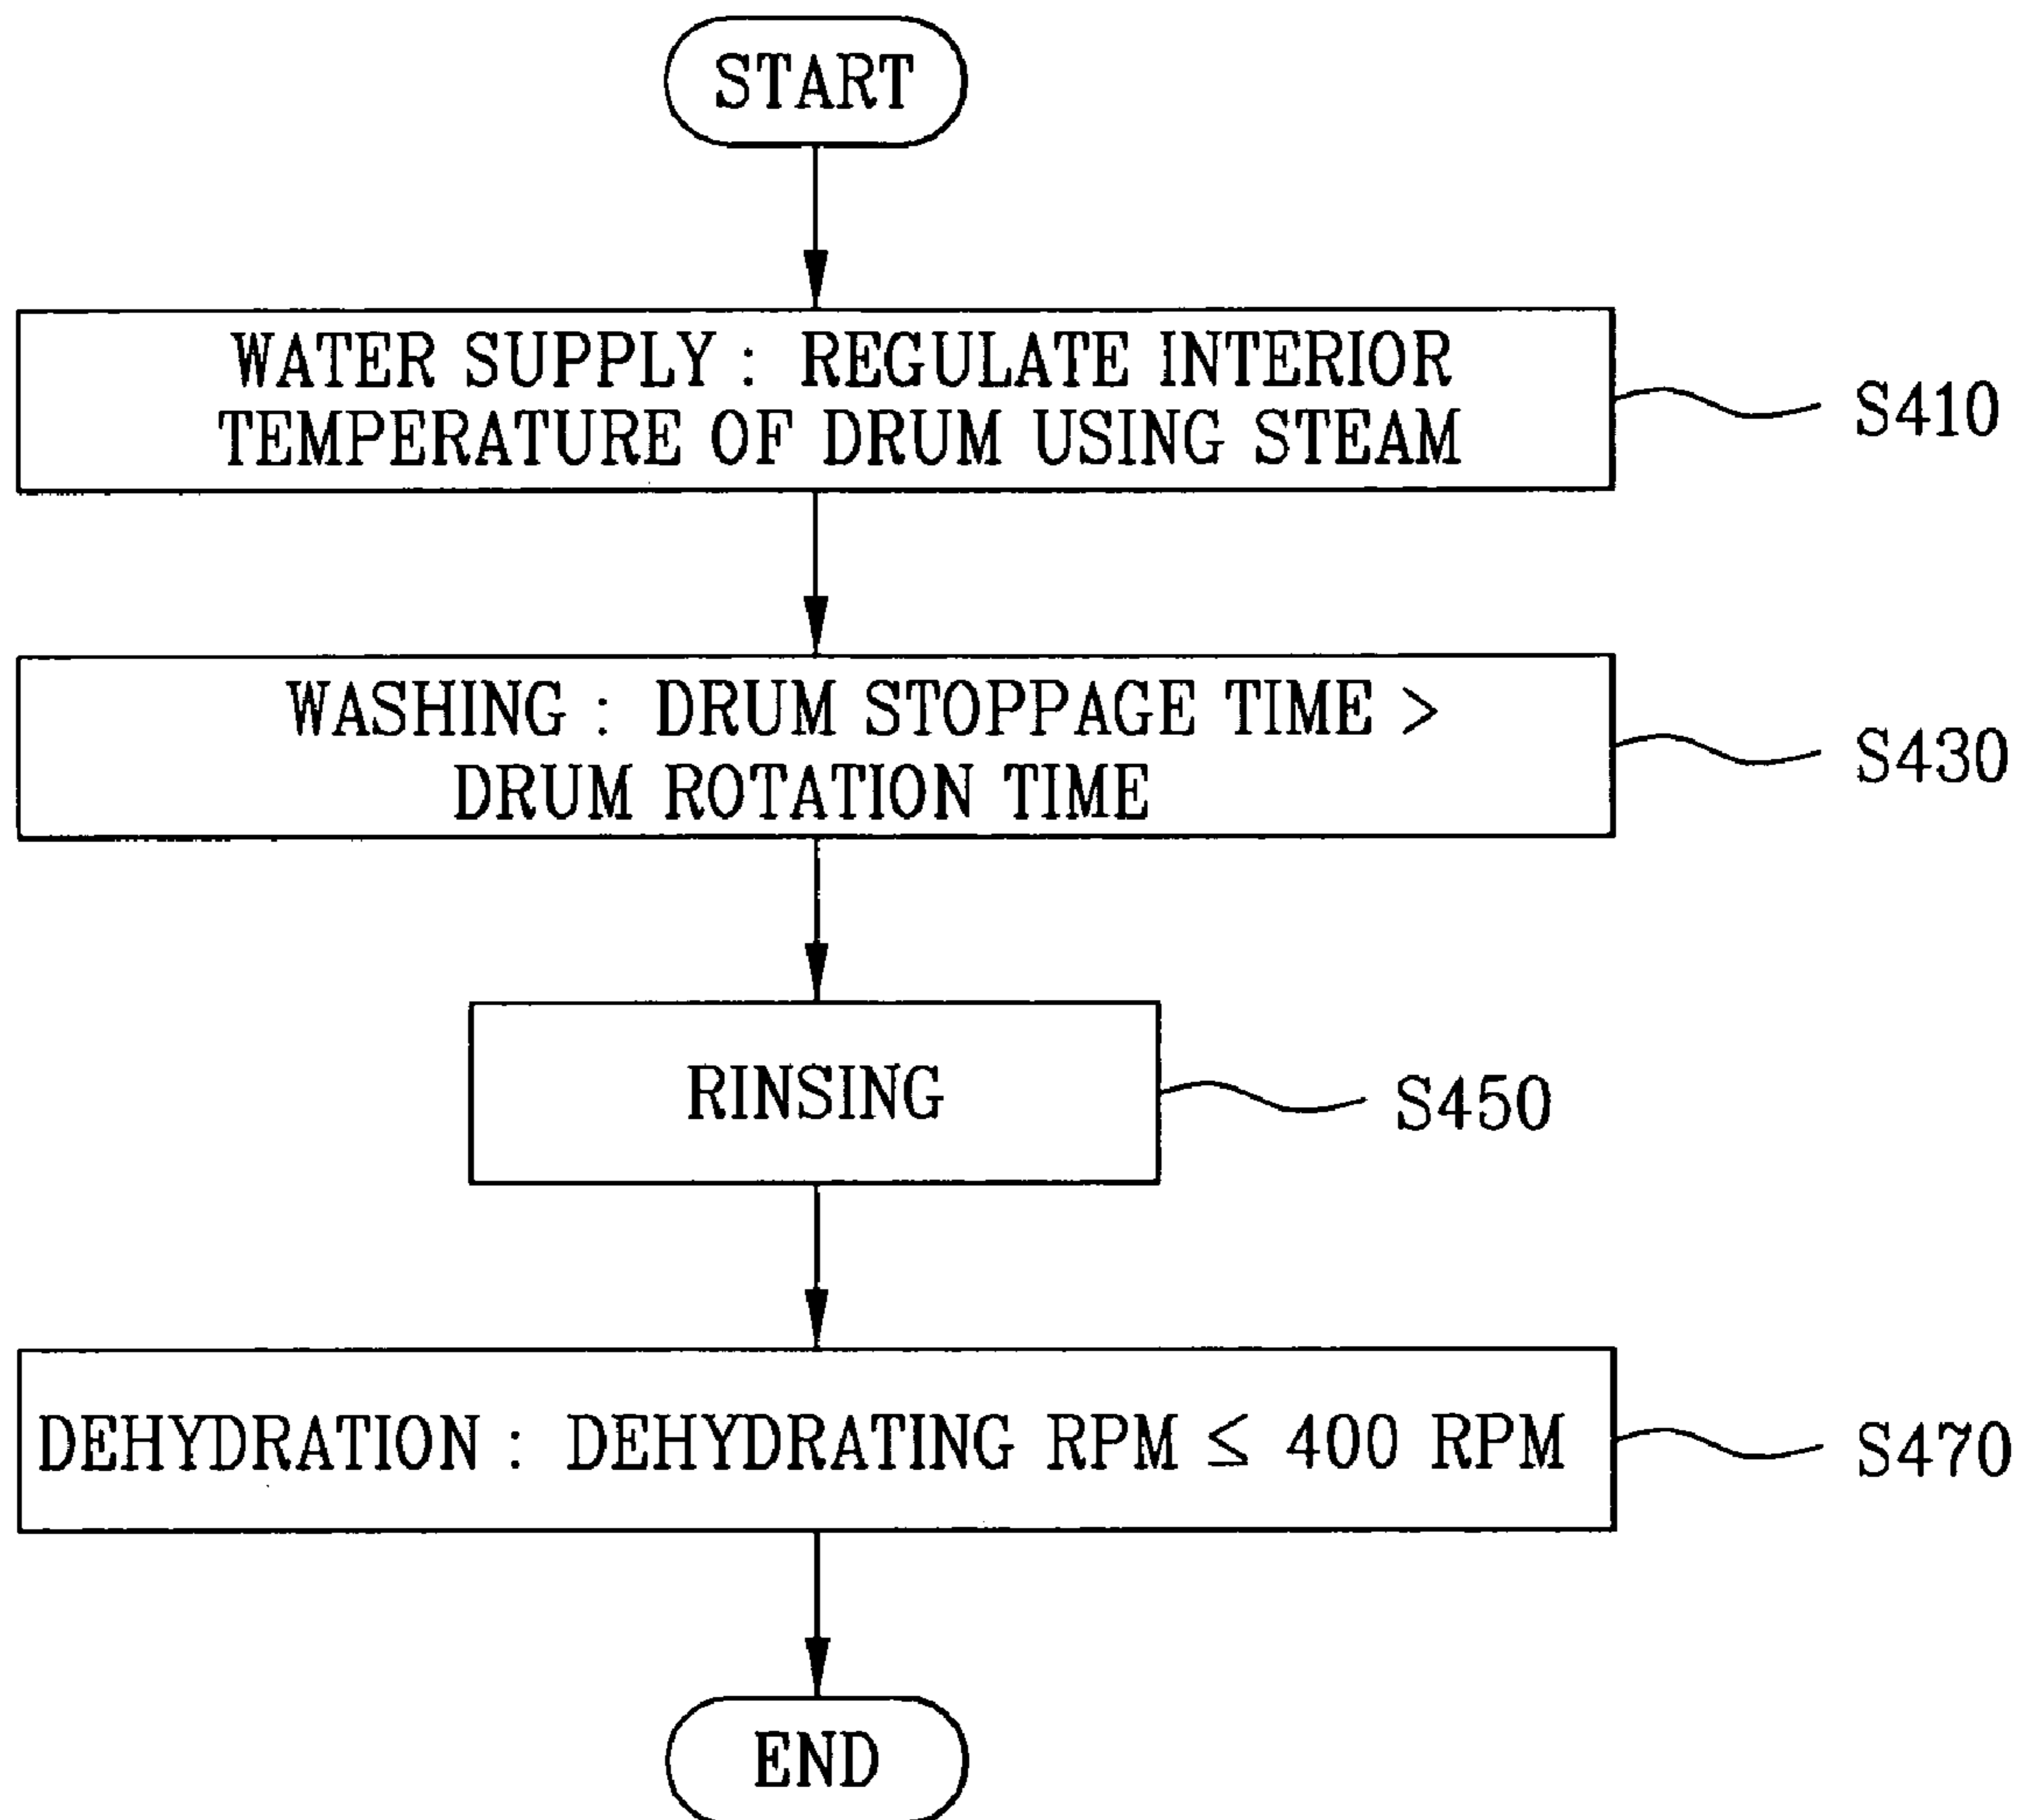 START
WATER SUPPLY : REGULATE INTERIOR
TEMPERATURE OF DRUM USING STEAM
S410
WASHING : DRUM STOPPAGE TIME >
DRUM ROTATION TIME
S430
RINSING
S450
DEHYDRATION : DEHYDRATING RPM ≤ 400 RPM
S470
END